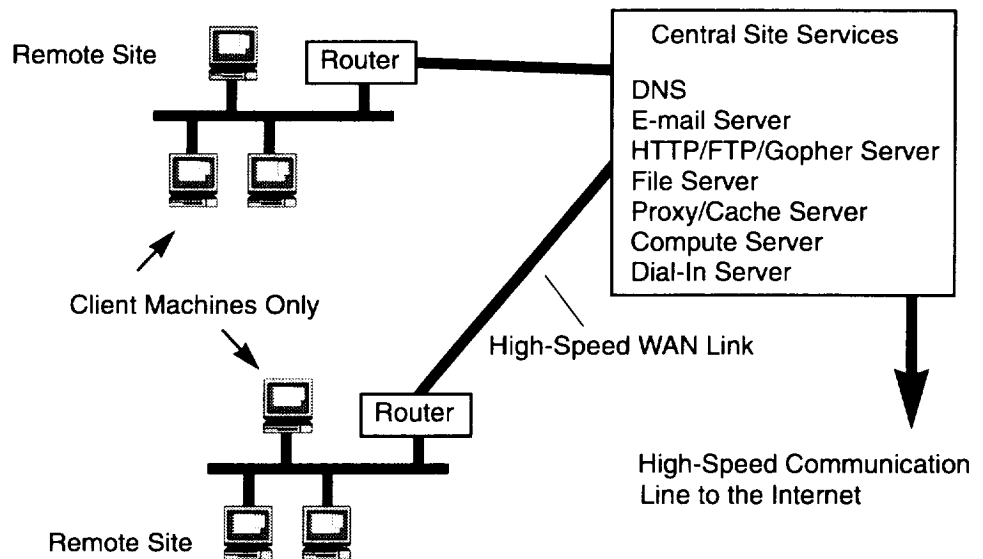 Remote Site
Router
Central Site Services
DNS
E-mail Server
HTTP/FTP/Gopher Server
File Server
Proxy/Cache Server
Compute Server
Dial-In Server
Client Machines Only
High-Speed WAN Link
Router
High-Speed Communication
Line to the Internet
Remote Site